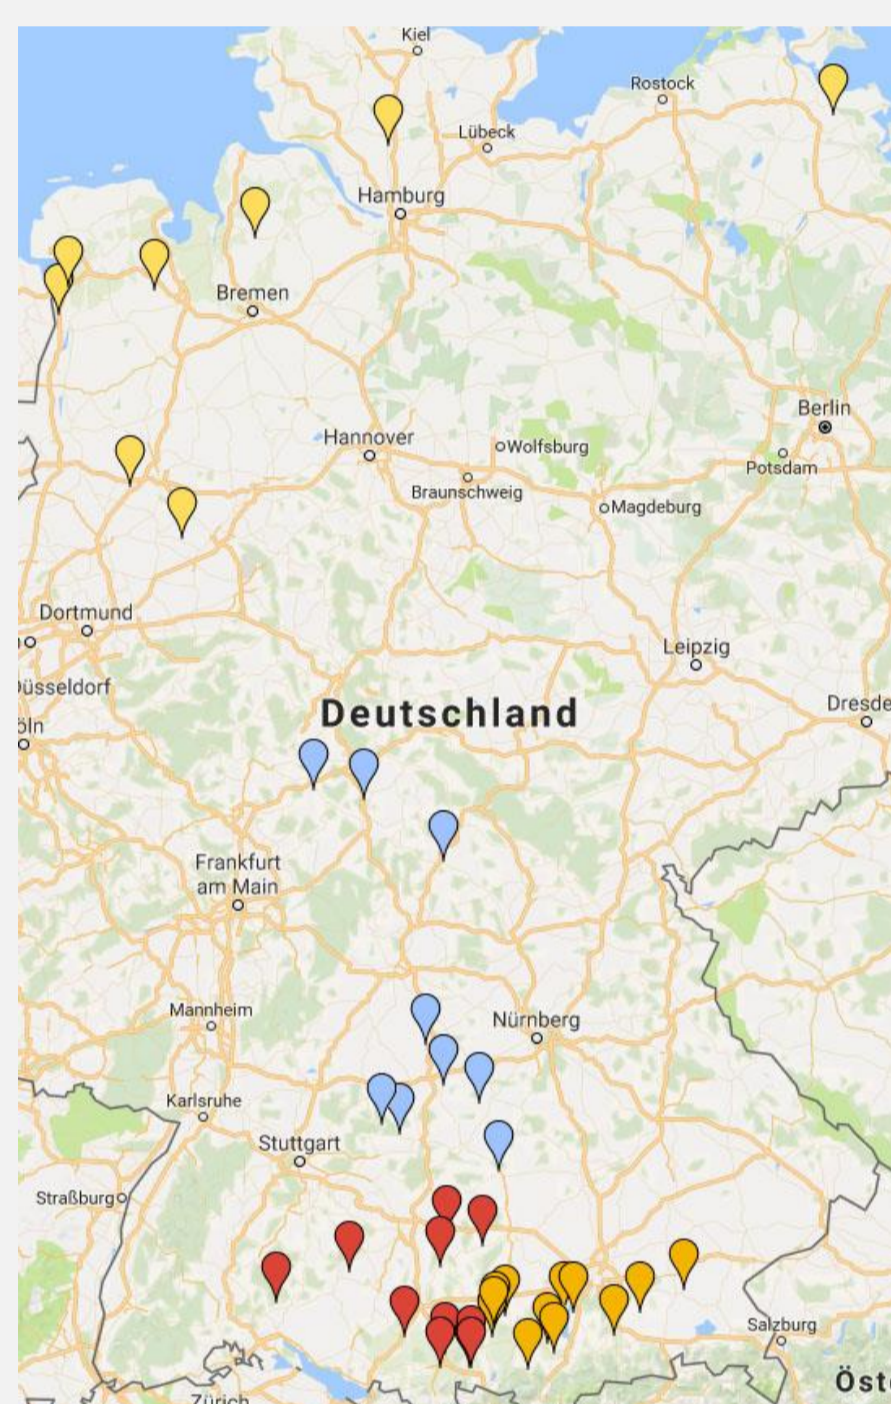 Kiel
Rostock
Lübeck
Hamburg
Bremen
Berlin
Hannover
Wolfsburg
Potsdam
Braunschweig
Magdeburg
Dortmund
Leipzig
üsseldorf
Deutschland
Dresde
öln
Frankfurt
am Main
Mannheim
Nürnberg
Karlsruhe
Stuttgart
Straßburg
Salzburg
Öst
Zürich